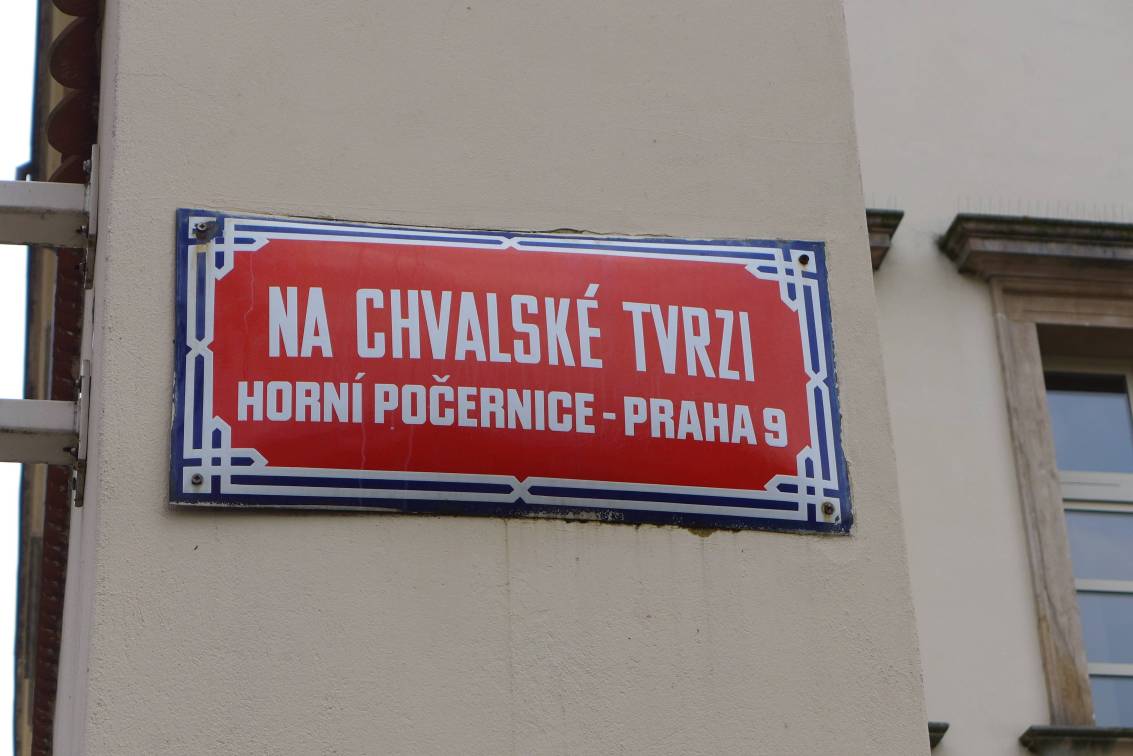 NA CHVALSKÉ TVRZI
HORNÍ POČERNICE - PRAHA 9